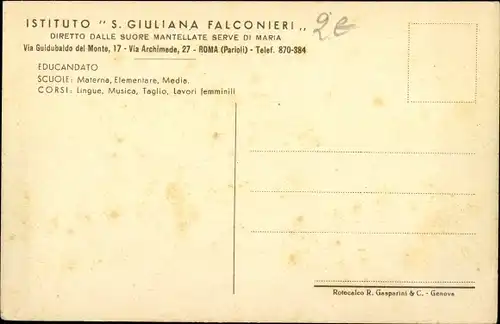 ISTITUTO "S. GIULIANA FALCONIERI„
DIRETTO DALLE SUORE MANTELLATE SERVE DI MARIA
Via Guidubaldo del Monte, 17 - Via Archimede, 27 - ROMA (Parioli) - Telef. 870-384
EDUCANDATO
SCUOLE: Materna, Elementare, Media.
CORSI: Lingue, Musica, Taglio, Lavori femminili
2€
Rotocalco R. Gasparini & C. - Genova